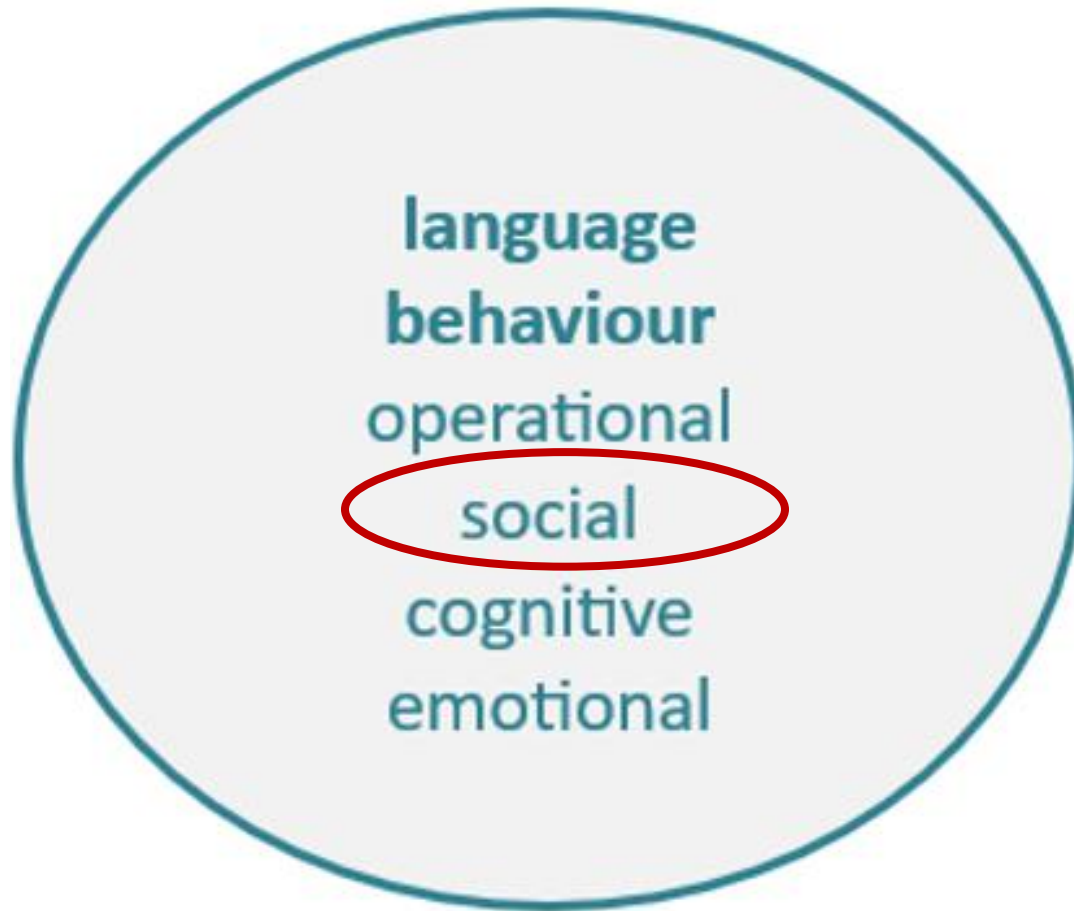 language
behaviour
operational
social
cognitive
emotional